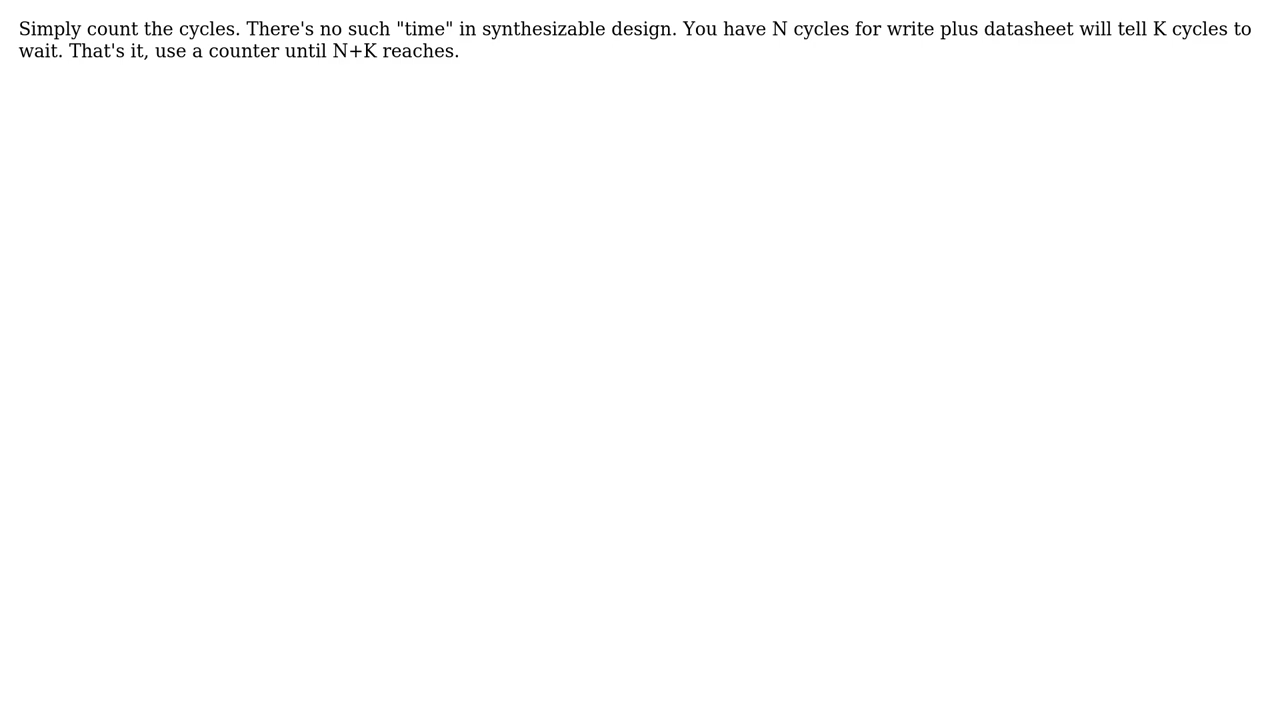 Simply count the cycles. There's no such "time" in synthesizable design. You have N cycles for write plus datasheet will tell K cycles to
wait. That's it, use a counter until N+K reaches.